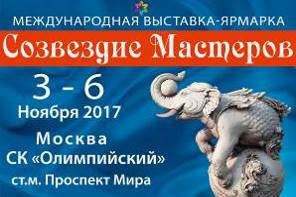 МЕЖДУНАРОДНАЯ ВЫСТАВКА-ЯРМАРКА
Созвездие Мастеров
3 - 6
Ноября 2017
Москва
СК «Олимпийский»
ст.м. Проспект Мира